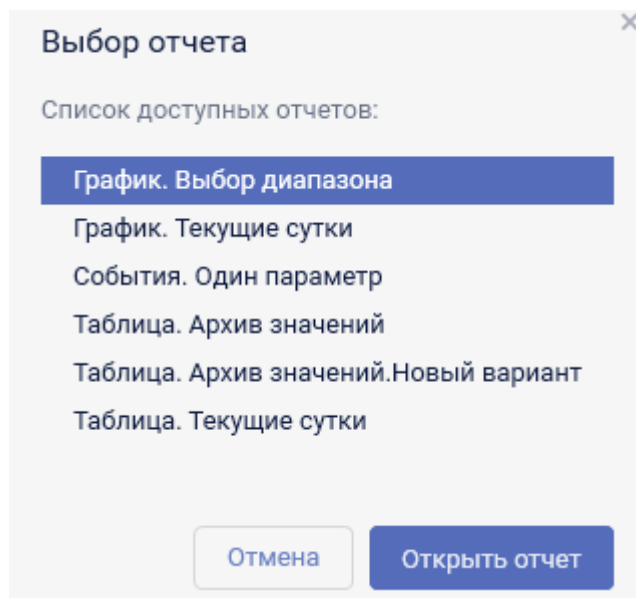 Выбор отчета
Список доступных отчетов:
График. Выбор диапазона
График. Текущие сутки
События. Один параметр
Таблица. Архив значений
Таблица. Архив значений.Новый вариант
Таблица. Текущие сутки
Отмена
Открыть отчет